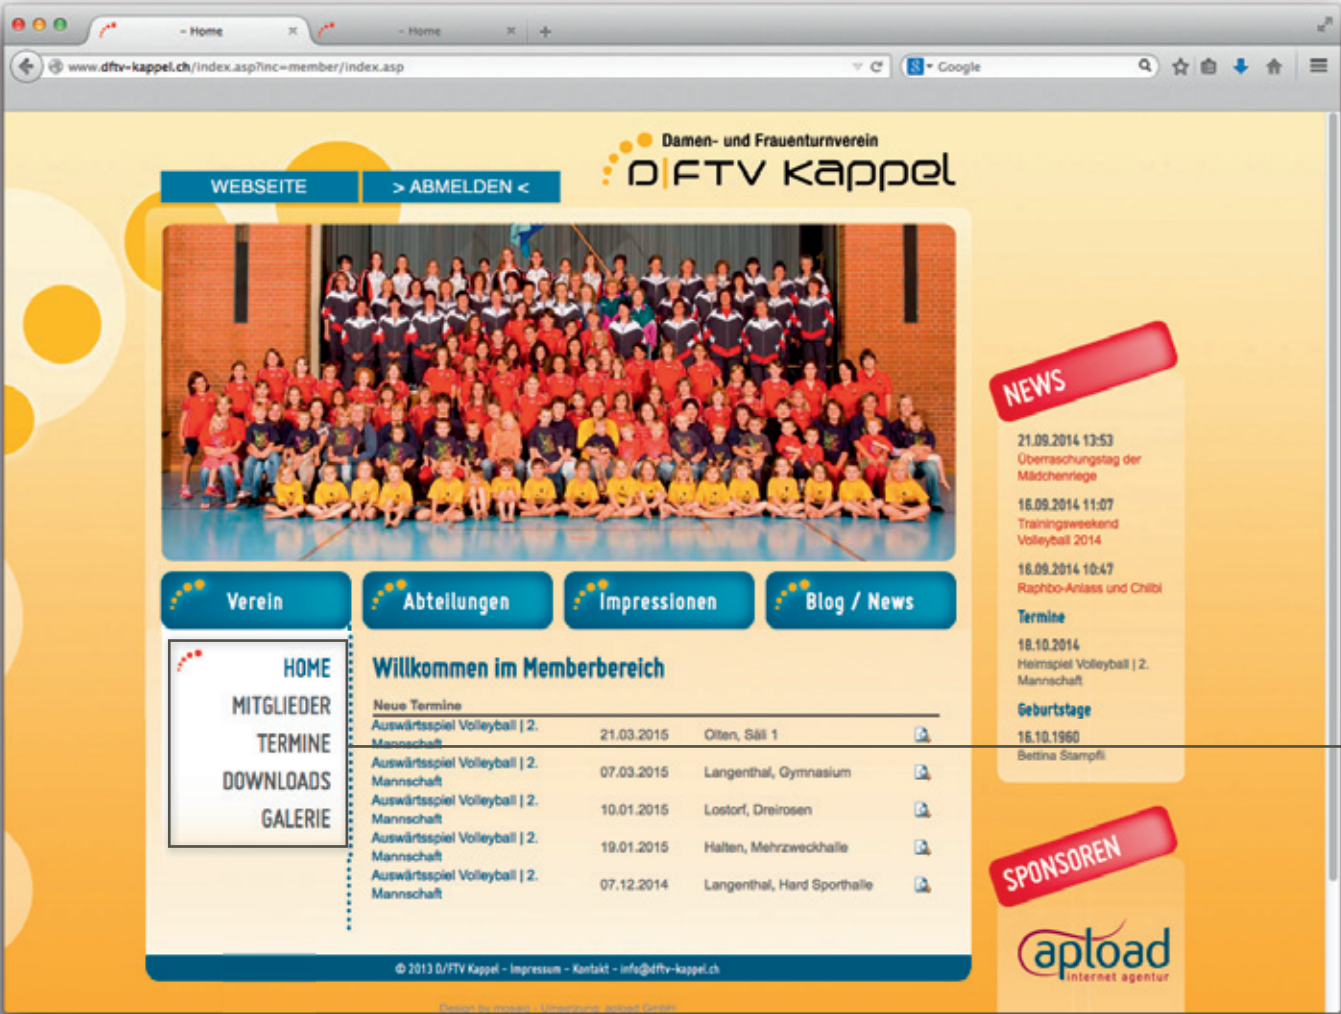 – Home
– Home
www.dftv-kappel.ch/index.asp?inc=member/index.asp
Google
Damen- und Frauenturnverein
D|FTV Kappel
WEBSEITE
> ABMELDEN <
Verein
Abteilungen
Impressionen
Blog / News
HOME
MITGLIEDER
TERMINE
DOWNLOADS
GALERIE
Willkommen im Memberbereich
Neue Termine
Auswärtsspiel Volleyball | 2. Mannschaft 21.03.2015 Olten, Säli 1
Auswärtsspiel Volleyball | 2. Mannschaft 07.03.2015 Langenthal, Gymnasium
Auswärtsspiel Volleyball | 2. Mannschaft 10.01.2015 Lostorf, Dreirosen
Auswärtsspiel Volleyball | 2. Mannschaft 19.01.2015 Halten, Mehrzweckhalle
Auswärtsspiel Volleyball | 2. Mannschaft 07.12.2014 Langenthal, Hard Sporthalle
NEWS
21.09.2014 13:53
Überraschungstag der
Mädchenriege
16.09.2014 11:07
Trainingsweekend
Volleyball 2014
16.09.2014 10:47
Raphbo-Anlass und Chilbi
Termine
18.10.2014
Heimspiel Volleyball | 2.
Mannschaft
Geburtstage
16.10.1960
Bettina Stampfli
SPONSOREN
apload
internet agentur
© 2013 D/FTV Kappel – Impressum – Kontakt – info@dftv-kappel.ch
Design by mosaiq - Umsetzung: apload GmbH